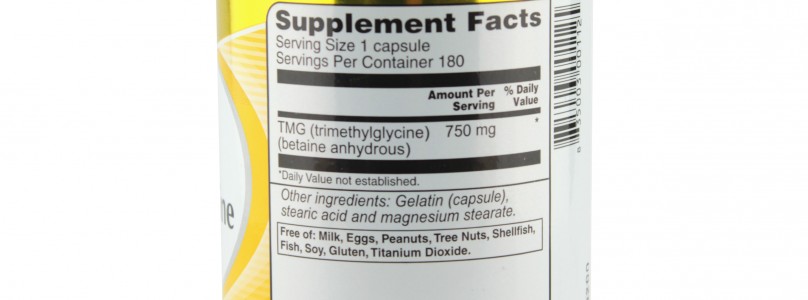 Supplement Facts
Serving Size 1 capsule
Servings Per Container 180
Amount Per Serving
% Daily Value
TMG (trimethylglycine) 750 mg *
(betaine anhydrous)
*Daily Value not established.
Other ingredients: Gelatin (capsule),
stearic acid and magnesium stearate.
Free of: Milk, Eggs, Peanuts, Tree Nuts, Shellfish,
Fish, Soy, Gluten, Titanium Dioxide.